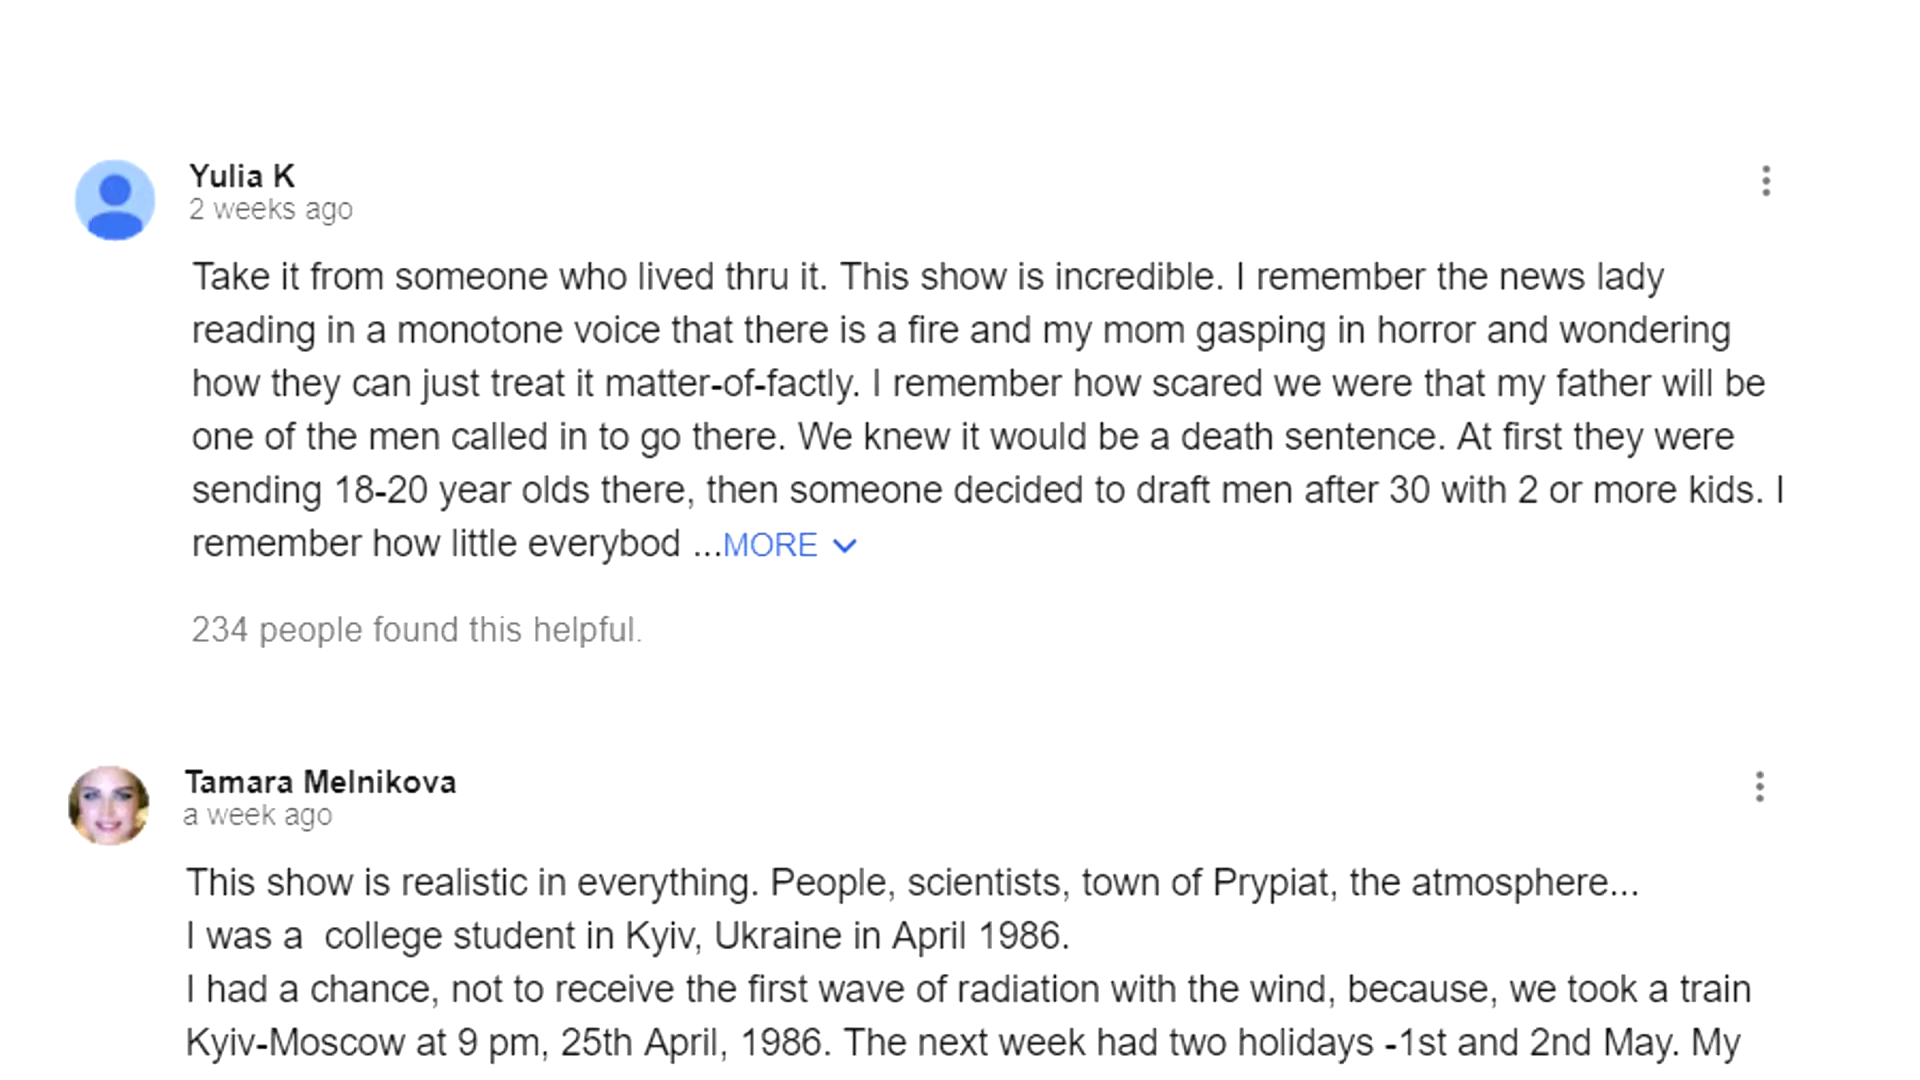 Yulia K
2 weeks ago
Take it from someone who lived thru it. This show is incredible. I remember the news lady
reading in a monotone voice that there is a fire and my mom gasping in horror and wondering
how they can just treat it matter-of-factly. I remember how scared we were that my father will be
one of the men called in to go there. We knew it would be a death sentence. At first they were
sending 18-20 year olds there, then someone decided to draft men after 30 with 2 or more kids. I
remember how little everybod ...MORE
234 people found this helpful.
Tamara Melnikova
a week ago
This show is realistic in everything. People, scientists, town of Prypiat, the atmosphere...
I was a  college student in Kyiv, Ukraine in April 1986.
I had a chance, not to receive the first wave of radiation with the wind, because, we took a train
Kyiv-Moscow at 9 pm, 25th April, 1986. The next week had two holidays -1st and 2nd May. My